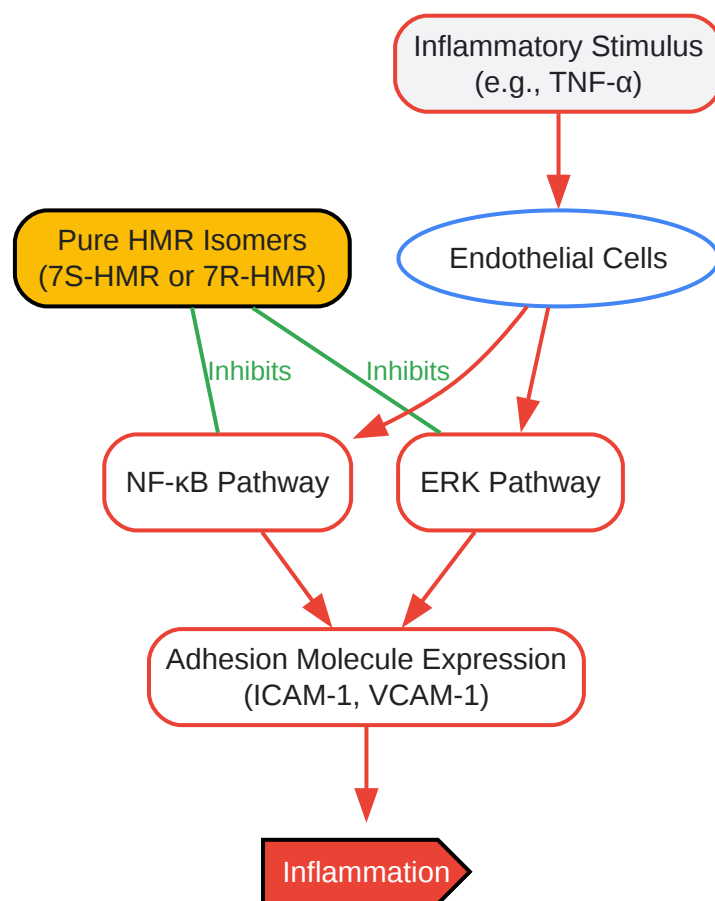 Inflammatory Stimulus
(e.g., TNF-α)
Pure HMR Isomers
(7S-HMR or 7R-HMR)
Endothelial Cells
Inhibits
Inhibits
NF-κB Pathway
ERK Pathway
Adhesion Molecule Expression
(ICAM-1, VCAM-1)
Inflammation